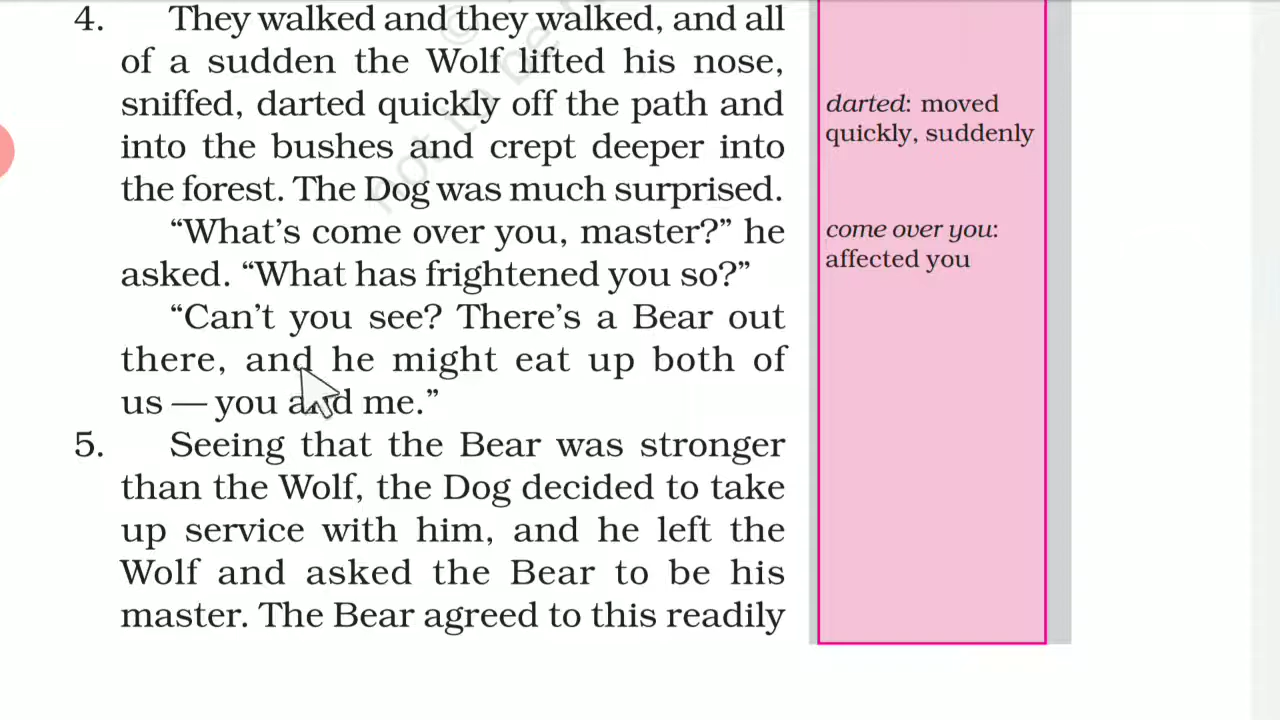 4. They walked and they walked, and all
of a sudden the Wolf lifted his nose,
sniffed, darted quickly off the path and
into the bushes and crept deeper into
the forest. The Dog was much surprised.
“What’s come over you, master?” he
asked. “What has frightened you so?”
“Can’t you see? There’s a Bear out
there, and he might eat up both of
us — you and me.”
5. Seeing that the Bear was stronger
than the Wolf, the Dog decided to take
up service with him, and he left the
Wolf and asked the Bear to be his
master. The Bear agreed to this readily
darted: moved
quickly, suddenly
come over you:
affected you
not to be